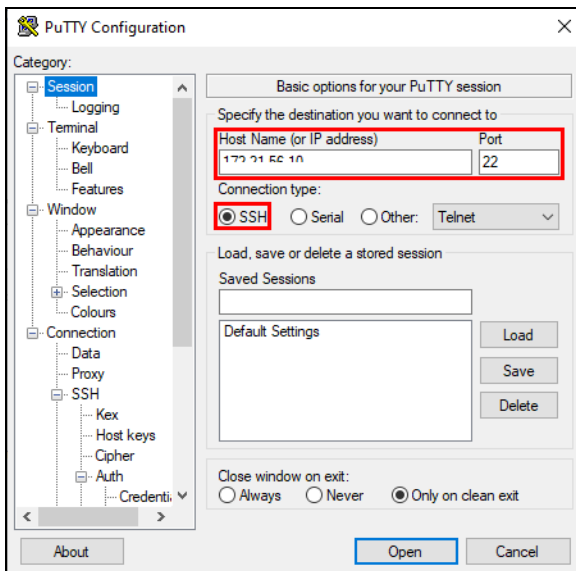 PuTTY Configuration
Category:
Session
Logging
Terminal
Keyboard
Bell
Features
Window
Appearance
Behaviour
Translation
Selection
Colours
Connection
Data
Proxy
SSH
Kex
Host keys
Cipher
Auth
Basic options for your PuTTY session
Specify the destination you want to connect to
Host Name (or IP address) Port
22
Connection type:
SSH Serial Other: Telnet
Load, save or delete a stored session
Saved Sessions
Default Settings
Load
Save
Delete
Close window on exit:
Always Never Only on clean exit
About Open Cancel